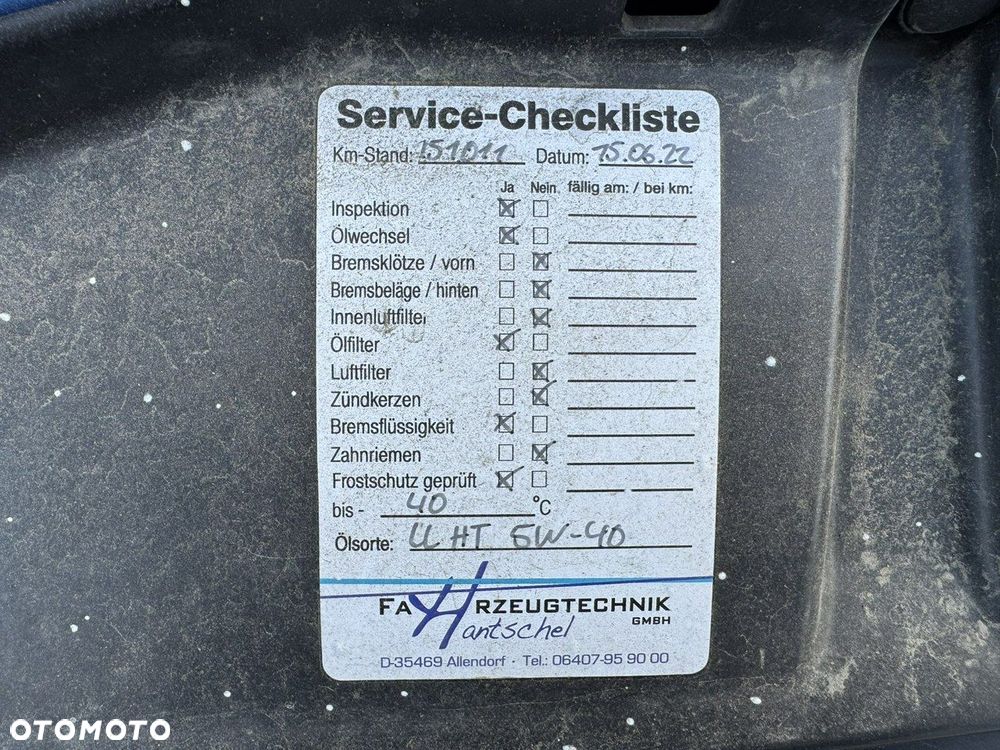 Service-Checkliste
Km-Stand: 151011 Datum: 15.06.22
Ja Nein fällig am: / bei km:
Inspektion
Ölwechsel
Bremsklötze / vorn
Bremsbeläge / hinten
Innenluftfilter
Ölfilter
Luftfilter
Zündkerzen
Bremsflüssigkeit
Zahnriemen
Frostschutz geprüft
bis - 40 °C
Ölsorte: LL HT 5W-40
FAHRZEUGTECHNIK
GMBH
Hantschel
D-35469 Allendorf · Tel.: 06407-95 90 00
OTOMOTO